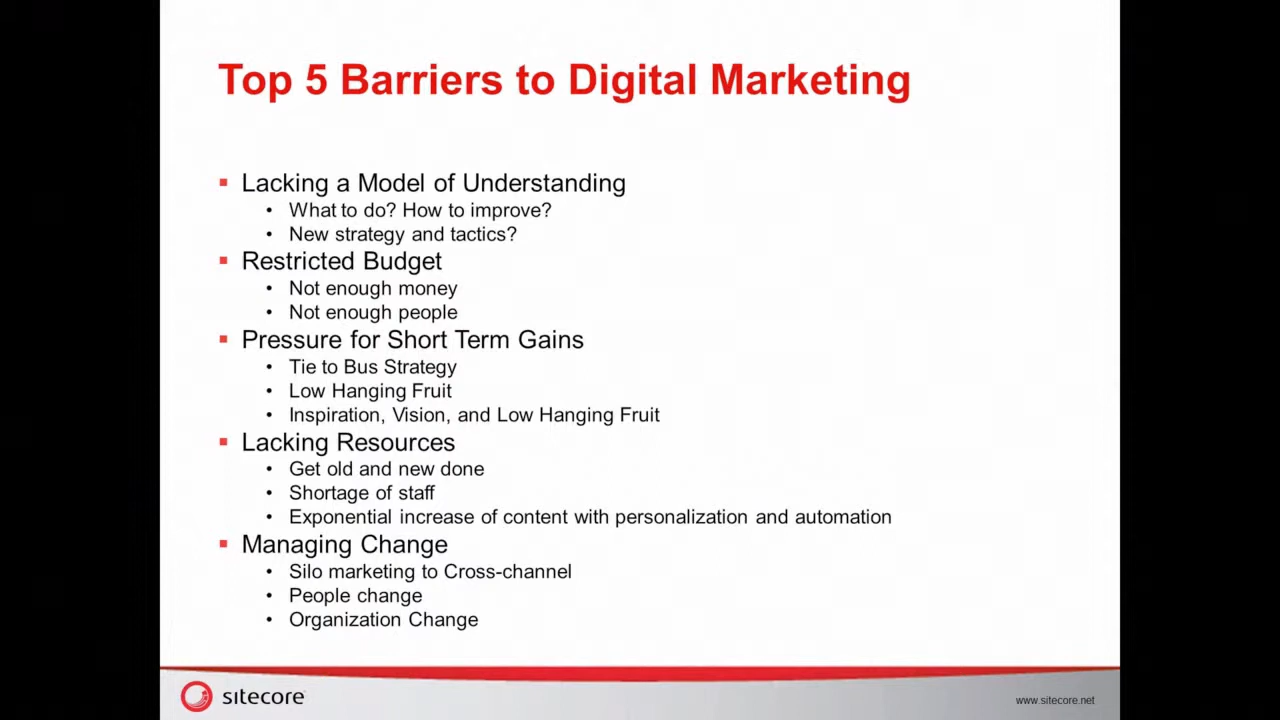 Top 5 Barriers to Digital Marketing
▪ Lacking a Model of Understanding
• What to do? How to improve?
• New strategy and tactics?
▪ Restricted Budget
• Not enough money
• Not enough people
▪ Pressure for Short Term Gains
• Tie to Bus Strategy
• Low Hanging Fruit
• Inspiration, Vision, and Low Hanging Fruit
▪ Lacking Resources
• Get old and new done
• Shortage of staff
• Exponential increase of content with personalization and automation
▪ Managing Change
• Silo marketing to Cross-channel
• People change
• Organization Change
sitecore
www.sitecore.net